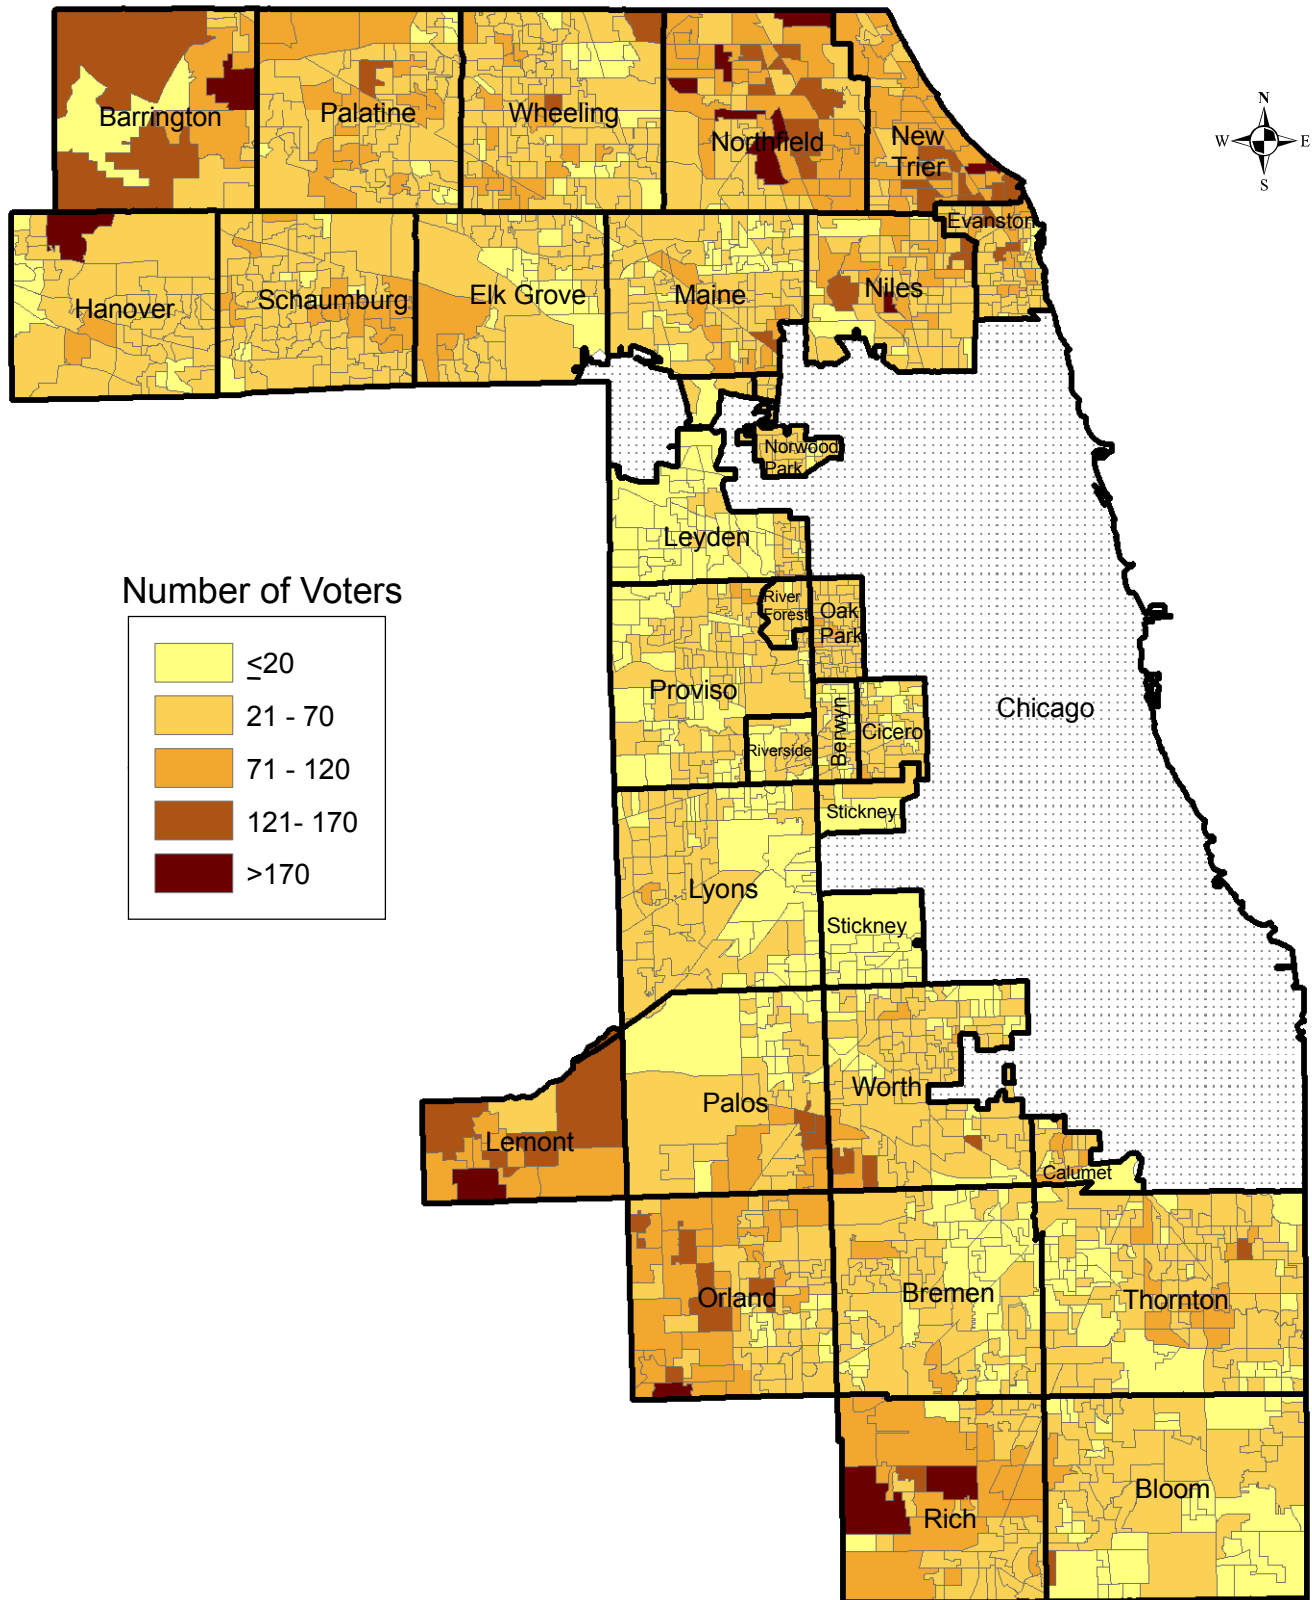 N
W E
S
Barrington
Palatine
Wheeling
Northfield
New
Trier
Evanston
Hanover
Schaumburg
Elk Grove
Maine
Niles
Norwood
Park
Leyden
Number of Voters
≤20
21 - 70
71 - 120
121- 170
>170
River
Forest
Oak
Park
Proviso
Berwyn
Cicero
Riverside
Chicago
Stickney
Lyons
Stickney
Worth
Palos
Lemont
Calumet
Orland
Bremen
Thornton
Rich
Bloom